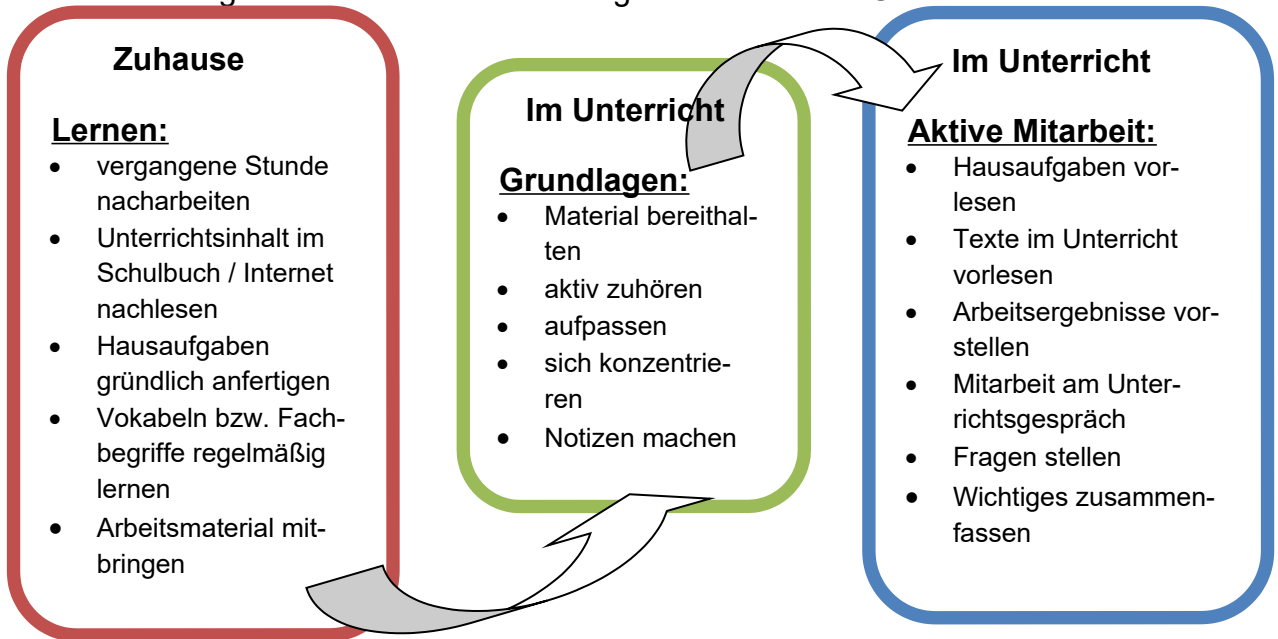 Zuhause
Lernen:
• vergangene Stunde
nacharbeiten
• Unterrichtsinhalt im
Schulbuch / Internet
nachlesen
• Hausaufgaben
gründlich anfertigen
• Vokabeln bzw. Fach-
begriffe regelmäßig
lernen
• Arbeitsmaterial mit-
bringen
Im Unterricht
Grundlagen:
• Material bereithal-
ten
• aktiv zuhören
• aufpassen
• sich konzentrie-
ren
• Notizen machen
Im Unterricht
Aktive Mitarbeit:
• Hausaufgaben vor-
lesen
• Texte im Unterricht
vorlesen
• Arbeitsergebnisse vor-
stellen
• Mitarbeit am Unter-
richtsgespräch
• Fragen stellen
• Wichtiges zusammen-
fassen